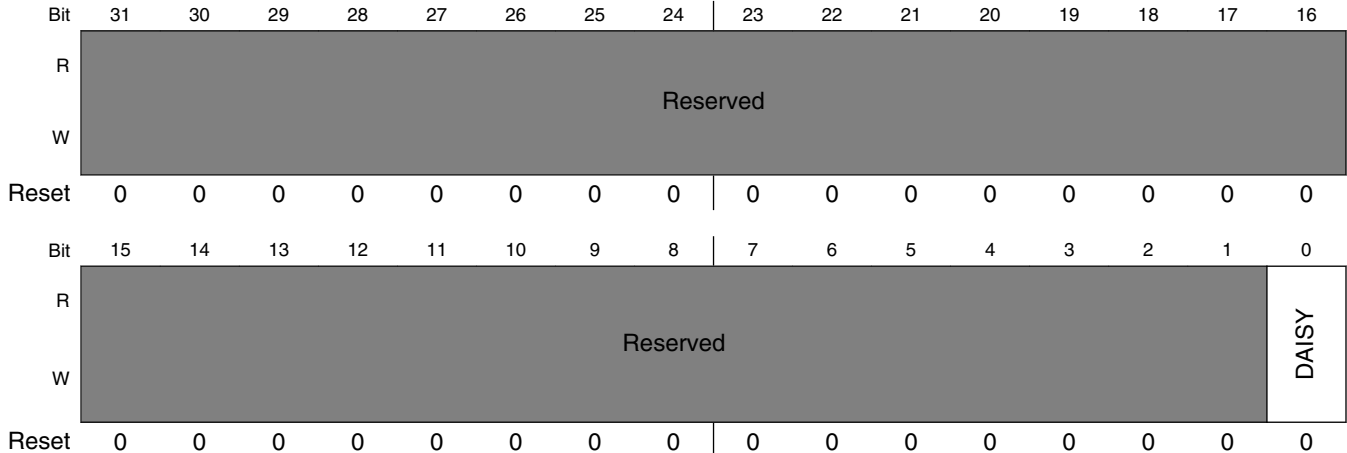 Bit 31 30 29 28 27 26 25 24 23 22 21 20 19 18 17 16
R
Reserved
W
Reset 0 0 0 0 0 0 0 0 0 0 0 0 0 0 0 0
Bit 15 14 13 12 11 10 9 8 7 6 5 4 3 2 1 0
R
Reserved DAISY
W
Reset 0 0 0 0 0 0 0 0 0 0 0 0 0 0 0 0